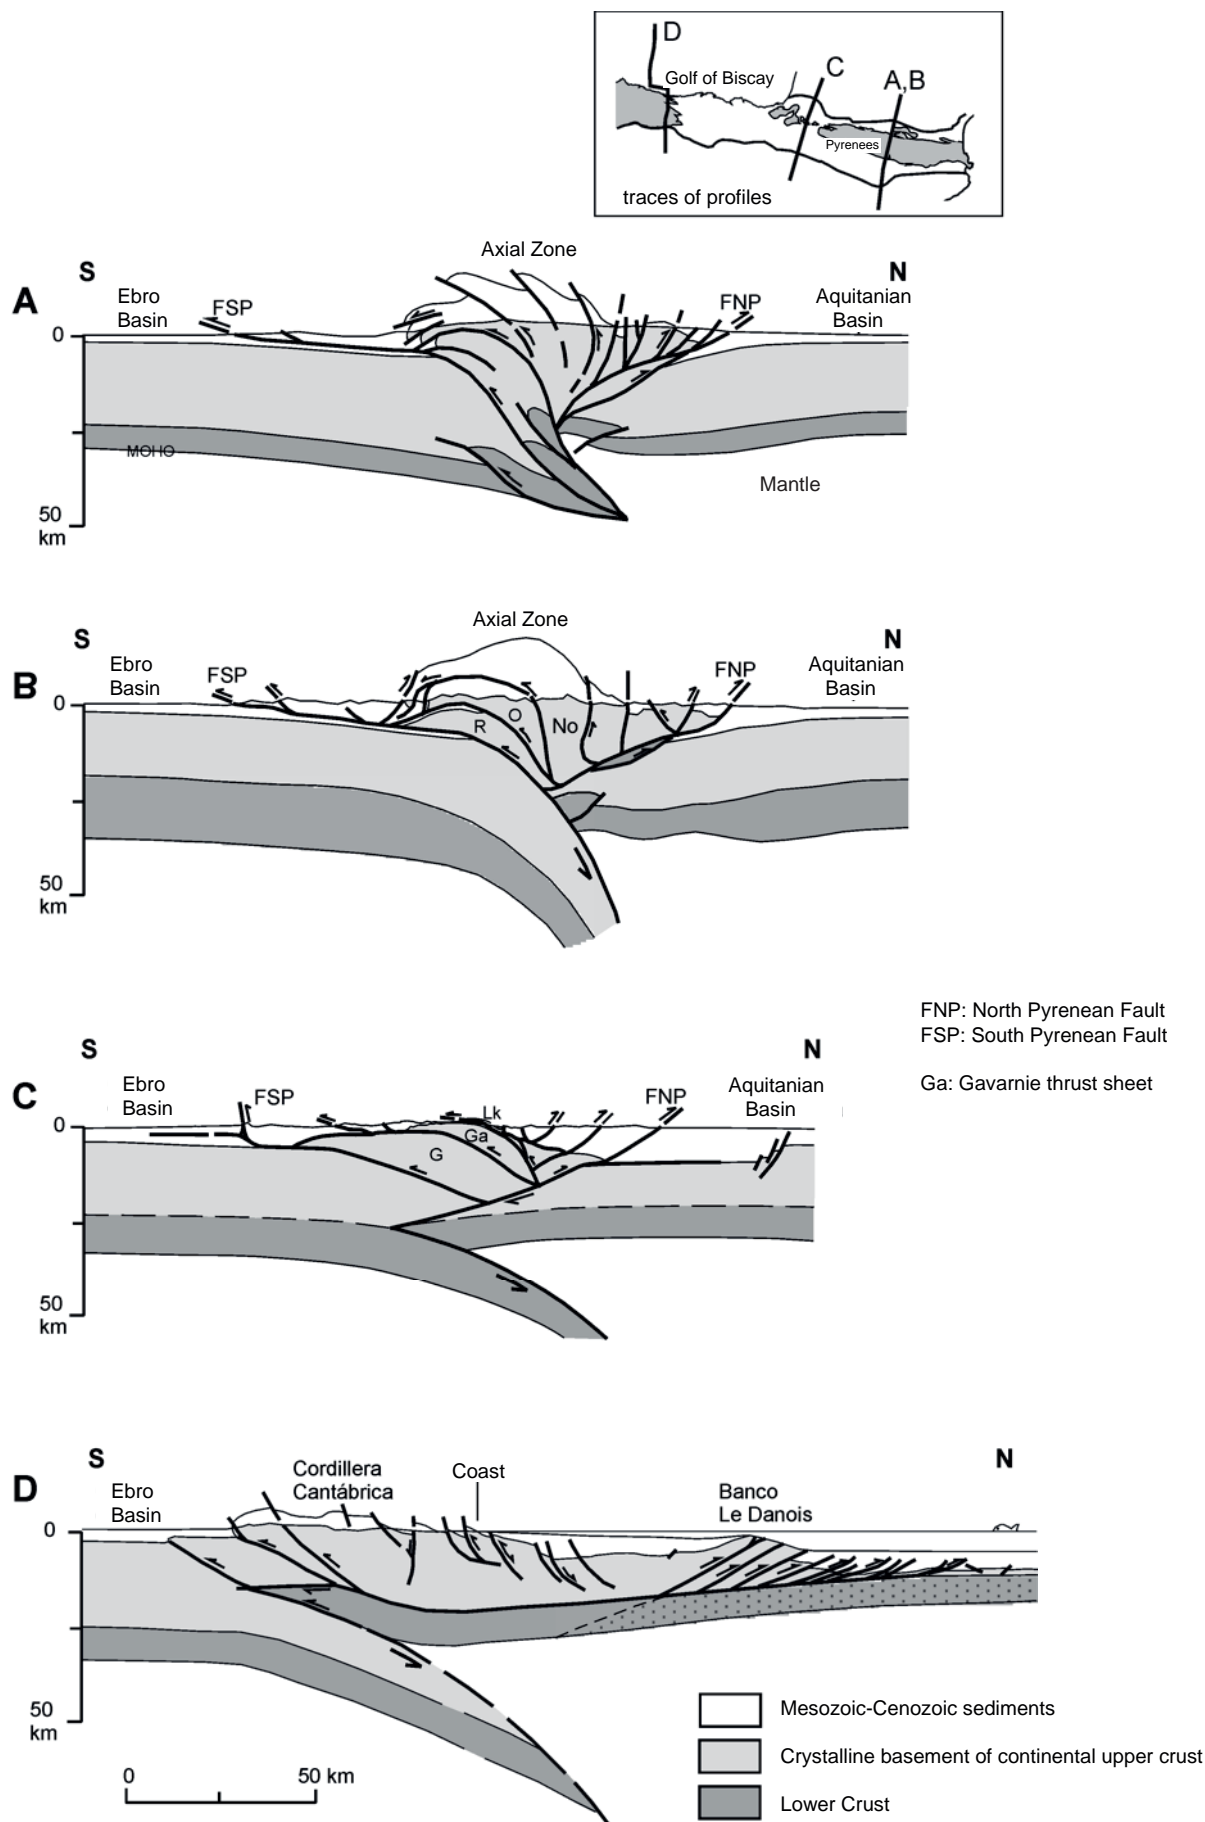 D
Golf of Biscay
C
A,B
Pyrenees
traces of profiles
Axial Zone
S
N
A
Ebro
Basin
FSP
FNP
Aquitanian
Basin
0
MOHO
Mantle
50
km
Axial Zone
S
N
B
Ebro
Basin
FSP
FNP
Aquitanian
Basin
0
R
O
No
50
km
FNP: North Pyrenean Fault
FSP: South Pyrenean Fault
Ga: Gavarnie thrust sheet
S
N
C
Ebro
Basin
FSP
FNP
Aquitanian
Basin
0
Lk
Ga
G
50
km
S
N
D
Ebro
Basin
Cordillera
Cantábrica
Coast
Banco
Le Danois
0
50
km
0
50 km
Mesozoic-Cenozoic sediments
Crystalline basement of continental upper crust
Lower Crust